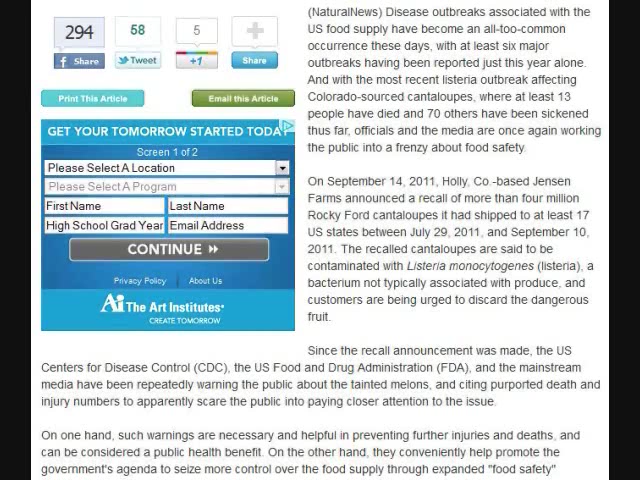 294
Share
58
Tweet
5
+1
Share
Print This Article
Email this Article
GET YOUR TOMORROW STARTED TODAY
Screen 1 of 2
Please Select A Location
Please Select A Program
First Name
Last Name
High School Grad Year
Email Address
CONTINUE
Privacy Policy
About Us
Ai The Art Institutes
CREATE TOMORROW
(NaturalNews) Disease outbreaks associated with the
US food supply have become an all-too-common
occurrence these days, with at least six major
outbreaks having been reported just this year alone.
And with the most recent listeria outbreak affecting
Colorado-sourced cantaloupes, where at least 13
people have died and 70 others have been sickened
thus far, officials and the media are once again working
the public into a frenzy about food safety.
On September 14, 2011, Holly, Co.-based Jensen
Farms announced a recall of more than four million
Rocky Ford cantaloupes it had shipped to at least 17
US states between July 29, 2011, and September 10,
2011. The recalled cantaloupes are said to be
contaminated with Listeria monocytogenes (listeria), a
bacterium not typically associated with produce, and
customers are being urged to discard the dangerous
fruit.
Since the recall announcement was made, the US
Centers for Disease Control (CDC), the US Food and Drug Administration (FDA), and the mainstream
media have been repeatedly warning the public about the tainted melons, and citing purported death and
injury numbers to apparently scare the public into paying closer attention to the issue.
On one hand, such warnings are necessary and helpful in preventing further injuries and deaths, and
can be considered a public health benefit. On the other hand, they conveniently help promote the
government's agenda to seize more control over the food supply through expanded "food safety"